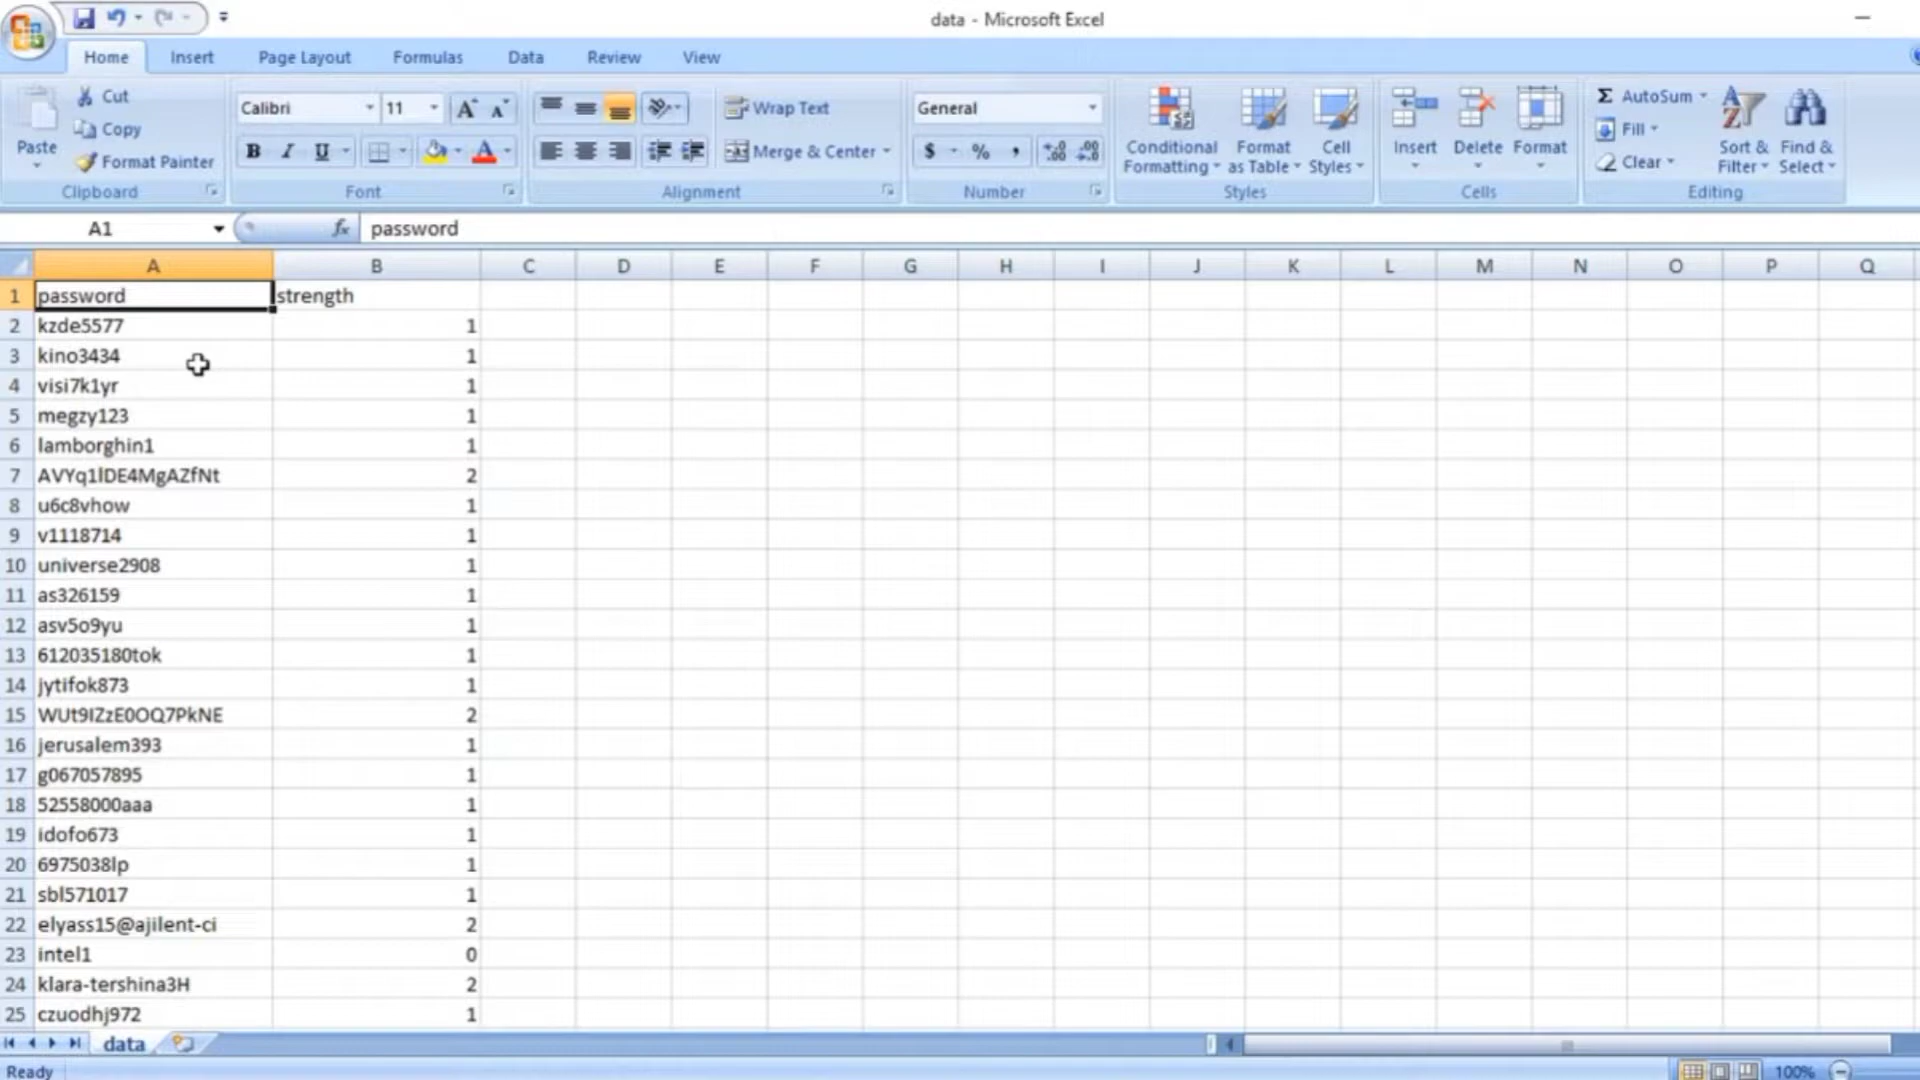 data - Microsoft Excel
Home Insert Page Layout Formulas Data Review View
Paste Cut Copy Format Painter
Clipboard
Calibri 11
B I U A
Font
Wrap Text
Merge & Center
Alignment
General
$ % ,
Number
Conditional Formatting Format as Table Cell Styles
Styles
Insert Delete Format
Cells
Σ AutoSum
Fill
Clear
Sort & Filter Find & Select
Editing
A1 fx password
A B C D E F G H I J K L M N O P Q
1 password strength
2 kzde5577 1
3 kino3434 1
4 visi7k1yr 1
5 megzy123 1
6 lamborghin1 1
7 AVYq1lDE4MgAZfNt 2
8 u6c8vhow 1
9 v1118714 1
10 universe2908 1
11 as326159 1
12 asv5o9yu 1
13 612035180tok 1
14 jytifok873 1
15 WUt9IZzE0OQ7PkNE 2
16 jerusalem393 1
17 g067057895 1
18 52558000aaa 1
19 idofo673 1
20 6975038lp 1
21 sbl571017 1
22 elyass15@ajilent-ci 2
23 intel1 0
24 klara-tershina3H 2
25 czuodhj972 1
data
Ready 100%